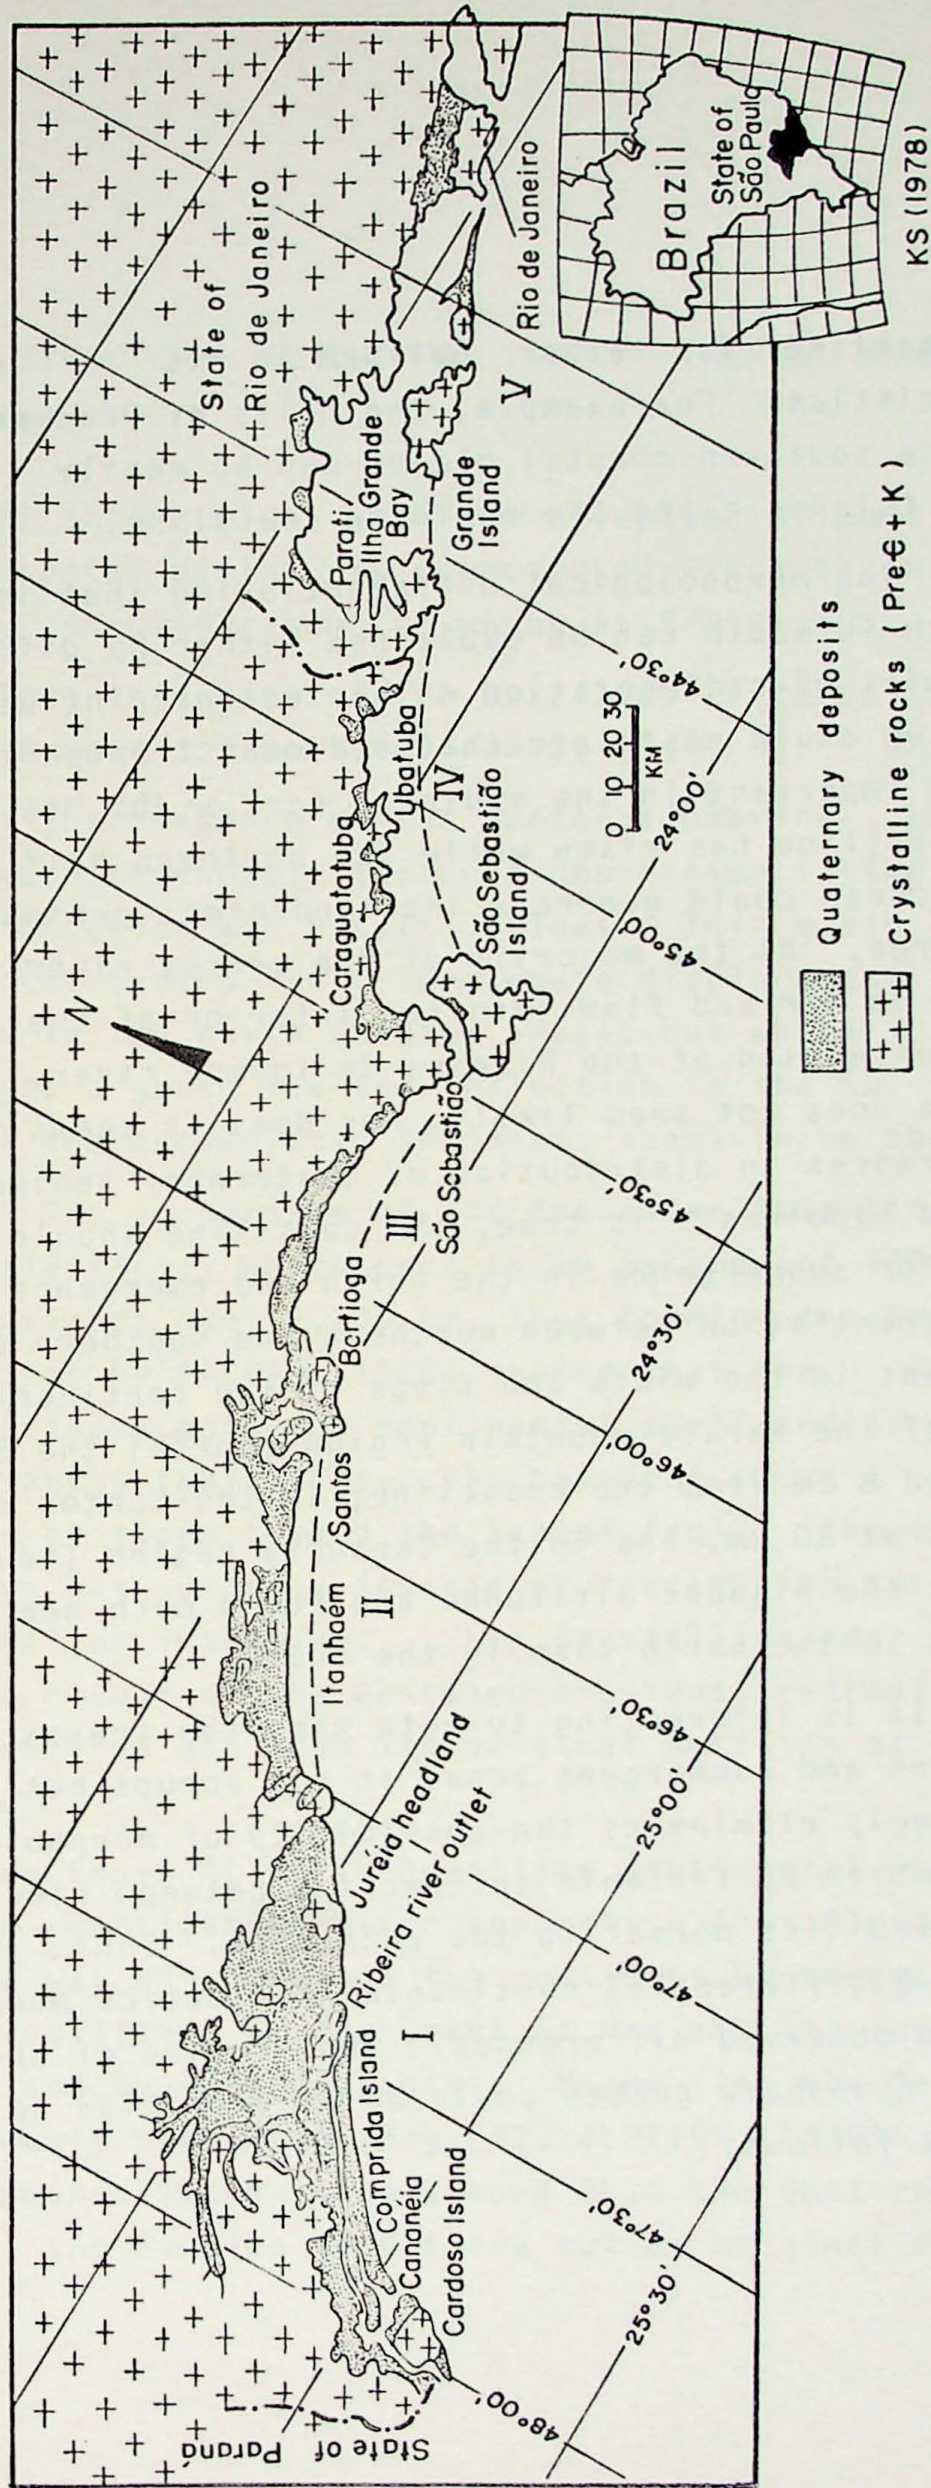 State of
Rio de Janeiro
N
Parati
Ilha Grande
Bay
Grande
Island
V
Rio de Janeiro
Caraguatatuba
Ubatuba
IV
São Sebastião
Island
São Sebastião
III
Bertioga
Santos
Itanhaém
II
Juréia headland
Ribeira river outlet
I
Comprida Island
Cananéia
Cardoso Island
State of Paraná
48°00'
47°30'
47°00'
46°30'
46°00'
45°30'
45°00'
44°30'
25°30'
25°00'
24°30'
24°00'
0 10 20 30
KM
Brazil
State of
São Paulo
KS (1978)
Quaternary deposits
Crystalline rocks ( Pre-Є + K )